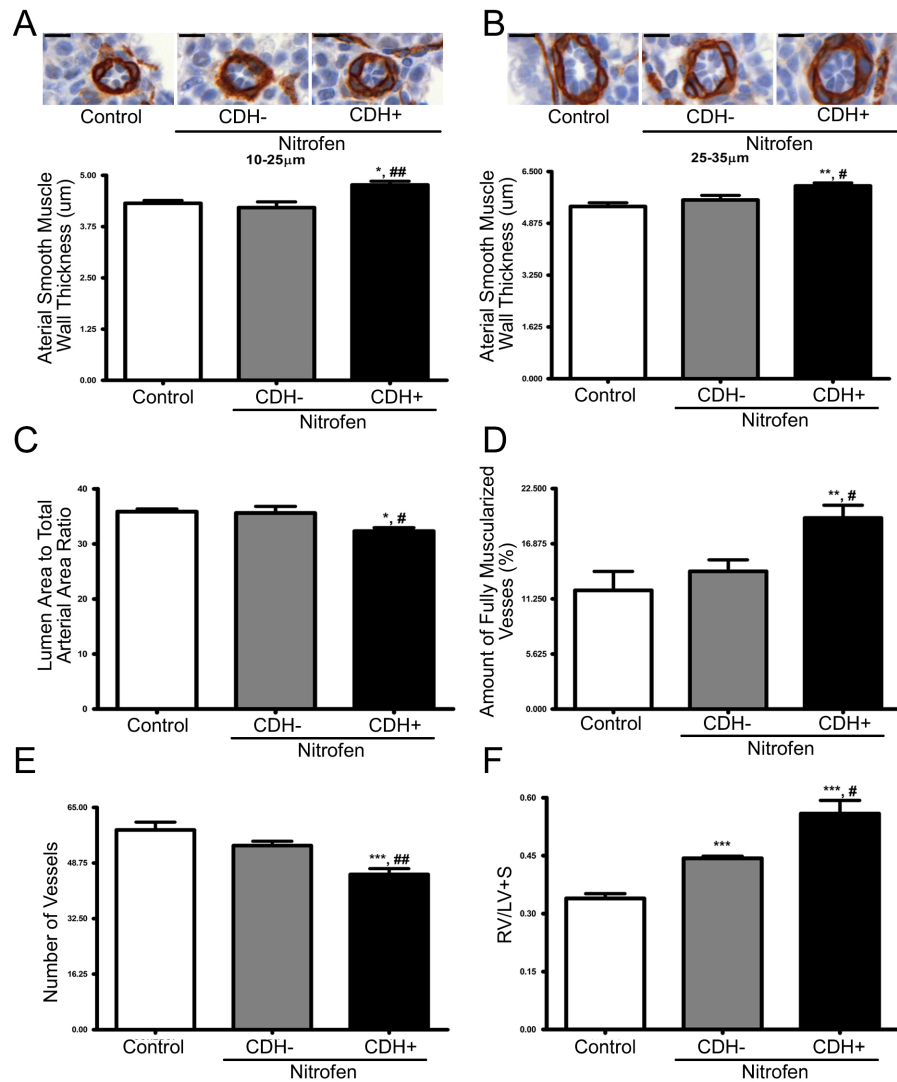 A
B
Control
CDH-
CDH+
Nitrofen
Control
CDH-
CDH+
Nitrofen
10-25µm
Aterial Smooth Muscle
Wall Thickness (um)
5.00
3.75
2.50
1.25
0.00
*, ##
Control
CDH-
CDH+
Nitrofen
25-35µm
Aterial Smooth Muscle
Wall Thickness (um)
6.500
4.875
3.250
1.625
0.000
**, #
Control
CDH-
CDH+
Nitrofen
C
Lumen Area to Total
Arterial Area Ratio
40
30
20
10
0
*, #
Control
CDH-
CDH+
Nitrofen
D
Amount of Fully Muscularized
Vesses (%)
22.500
16.875
11.250
5.625
0.000
**, #
Control
CDH-
CDH+
Nitrofen
E
Number of Vessels
65.00
48.75
32.50
16.25
0.00
***, ##
Control
CDH-
CDH+
Nitrofen
F
RV/LV+S
0.60
0.45
0.30
0.15
0.00
***
***, #
Control
CDH-
CDH+
Nitrofen